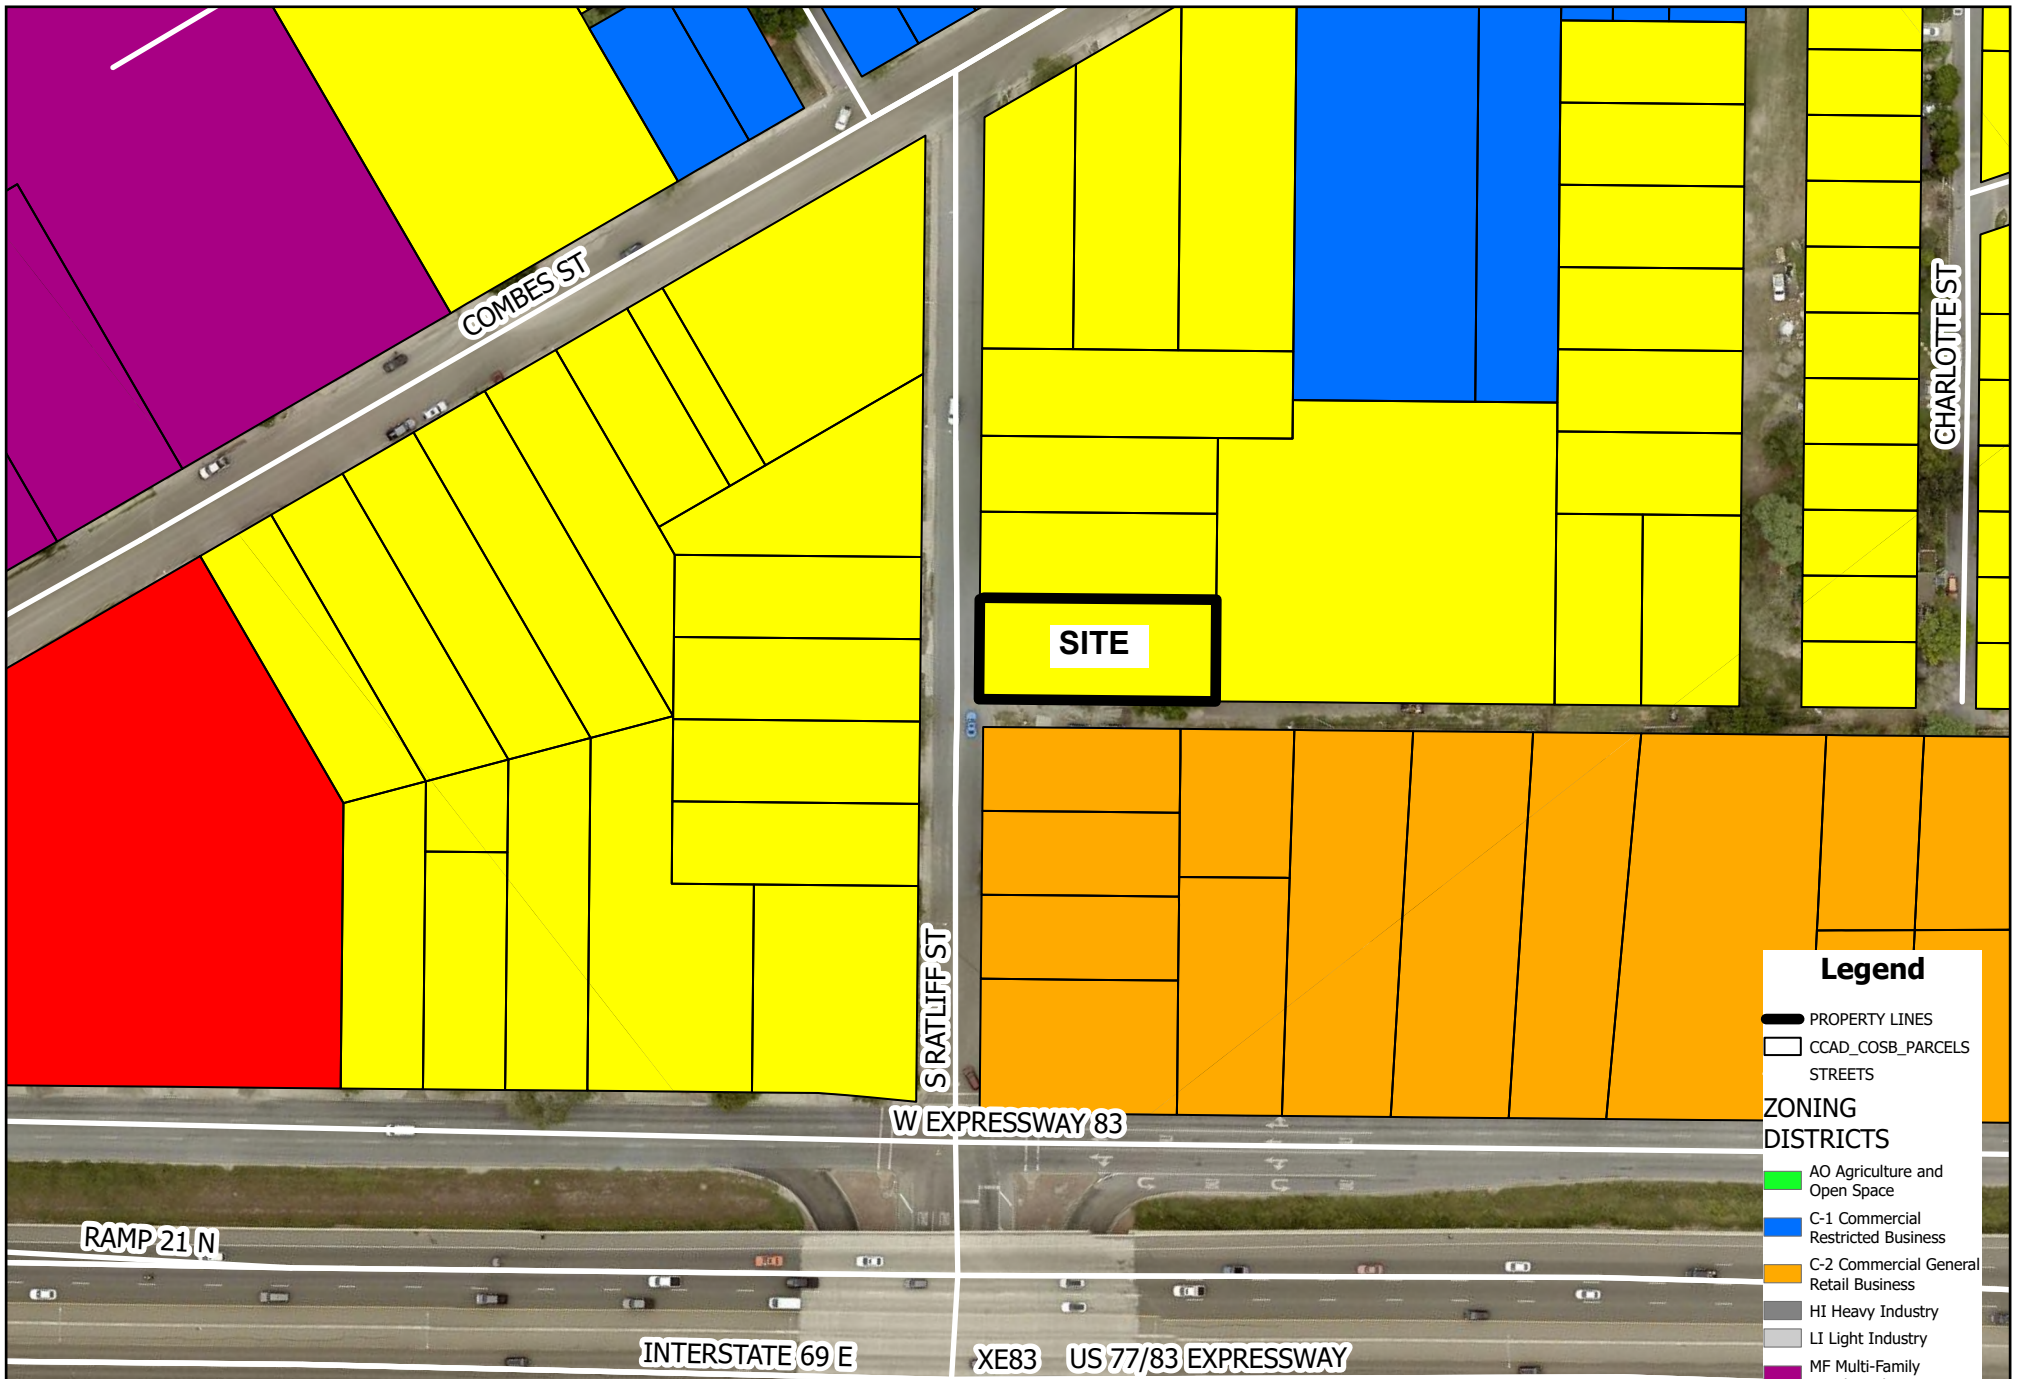 COMBES ST
CHARLOTTE ST
SITE
S RATLIFF ST
W EXPRESSWAY 83
RAMP 21 N
INTERSTATE 69 E
XE83
US 77/83 EXPRESSWAY
Legend
PROPERTY LINES
CCAD_COSB_PARCELS
STREETS
ZONING
DISTRICTS
AO Agriculture and
Open Space
C-1 Commercial
Restricted Business
C-2 Commercial General
Retail Business
HI Heavy Industry
LI Light Industry
MF Multi-Family